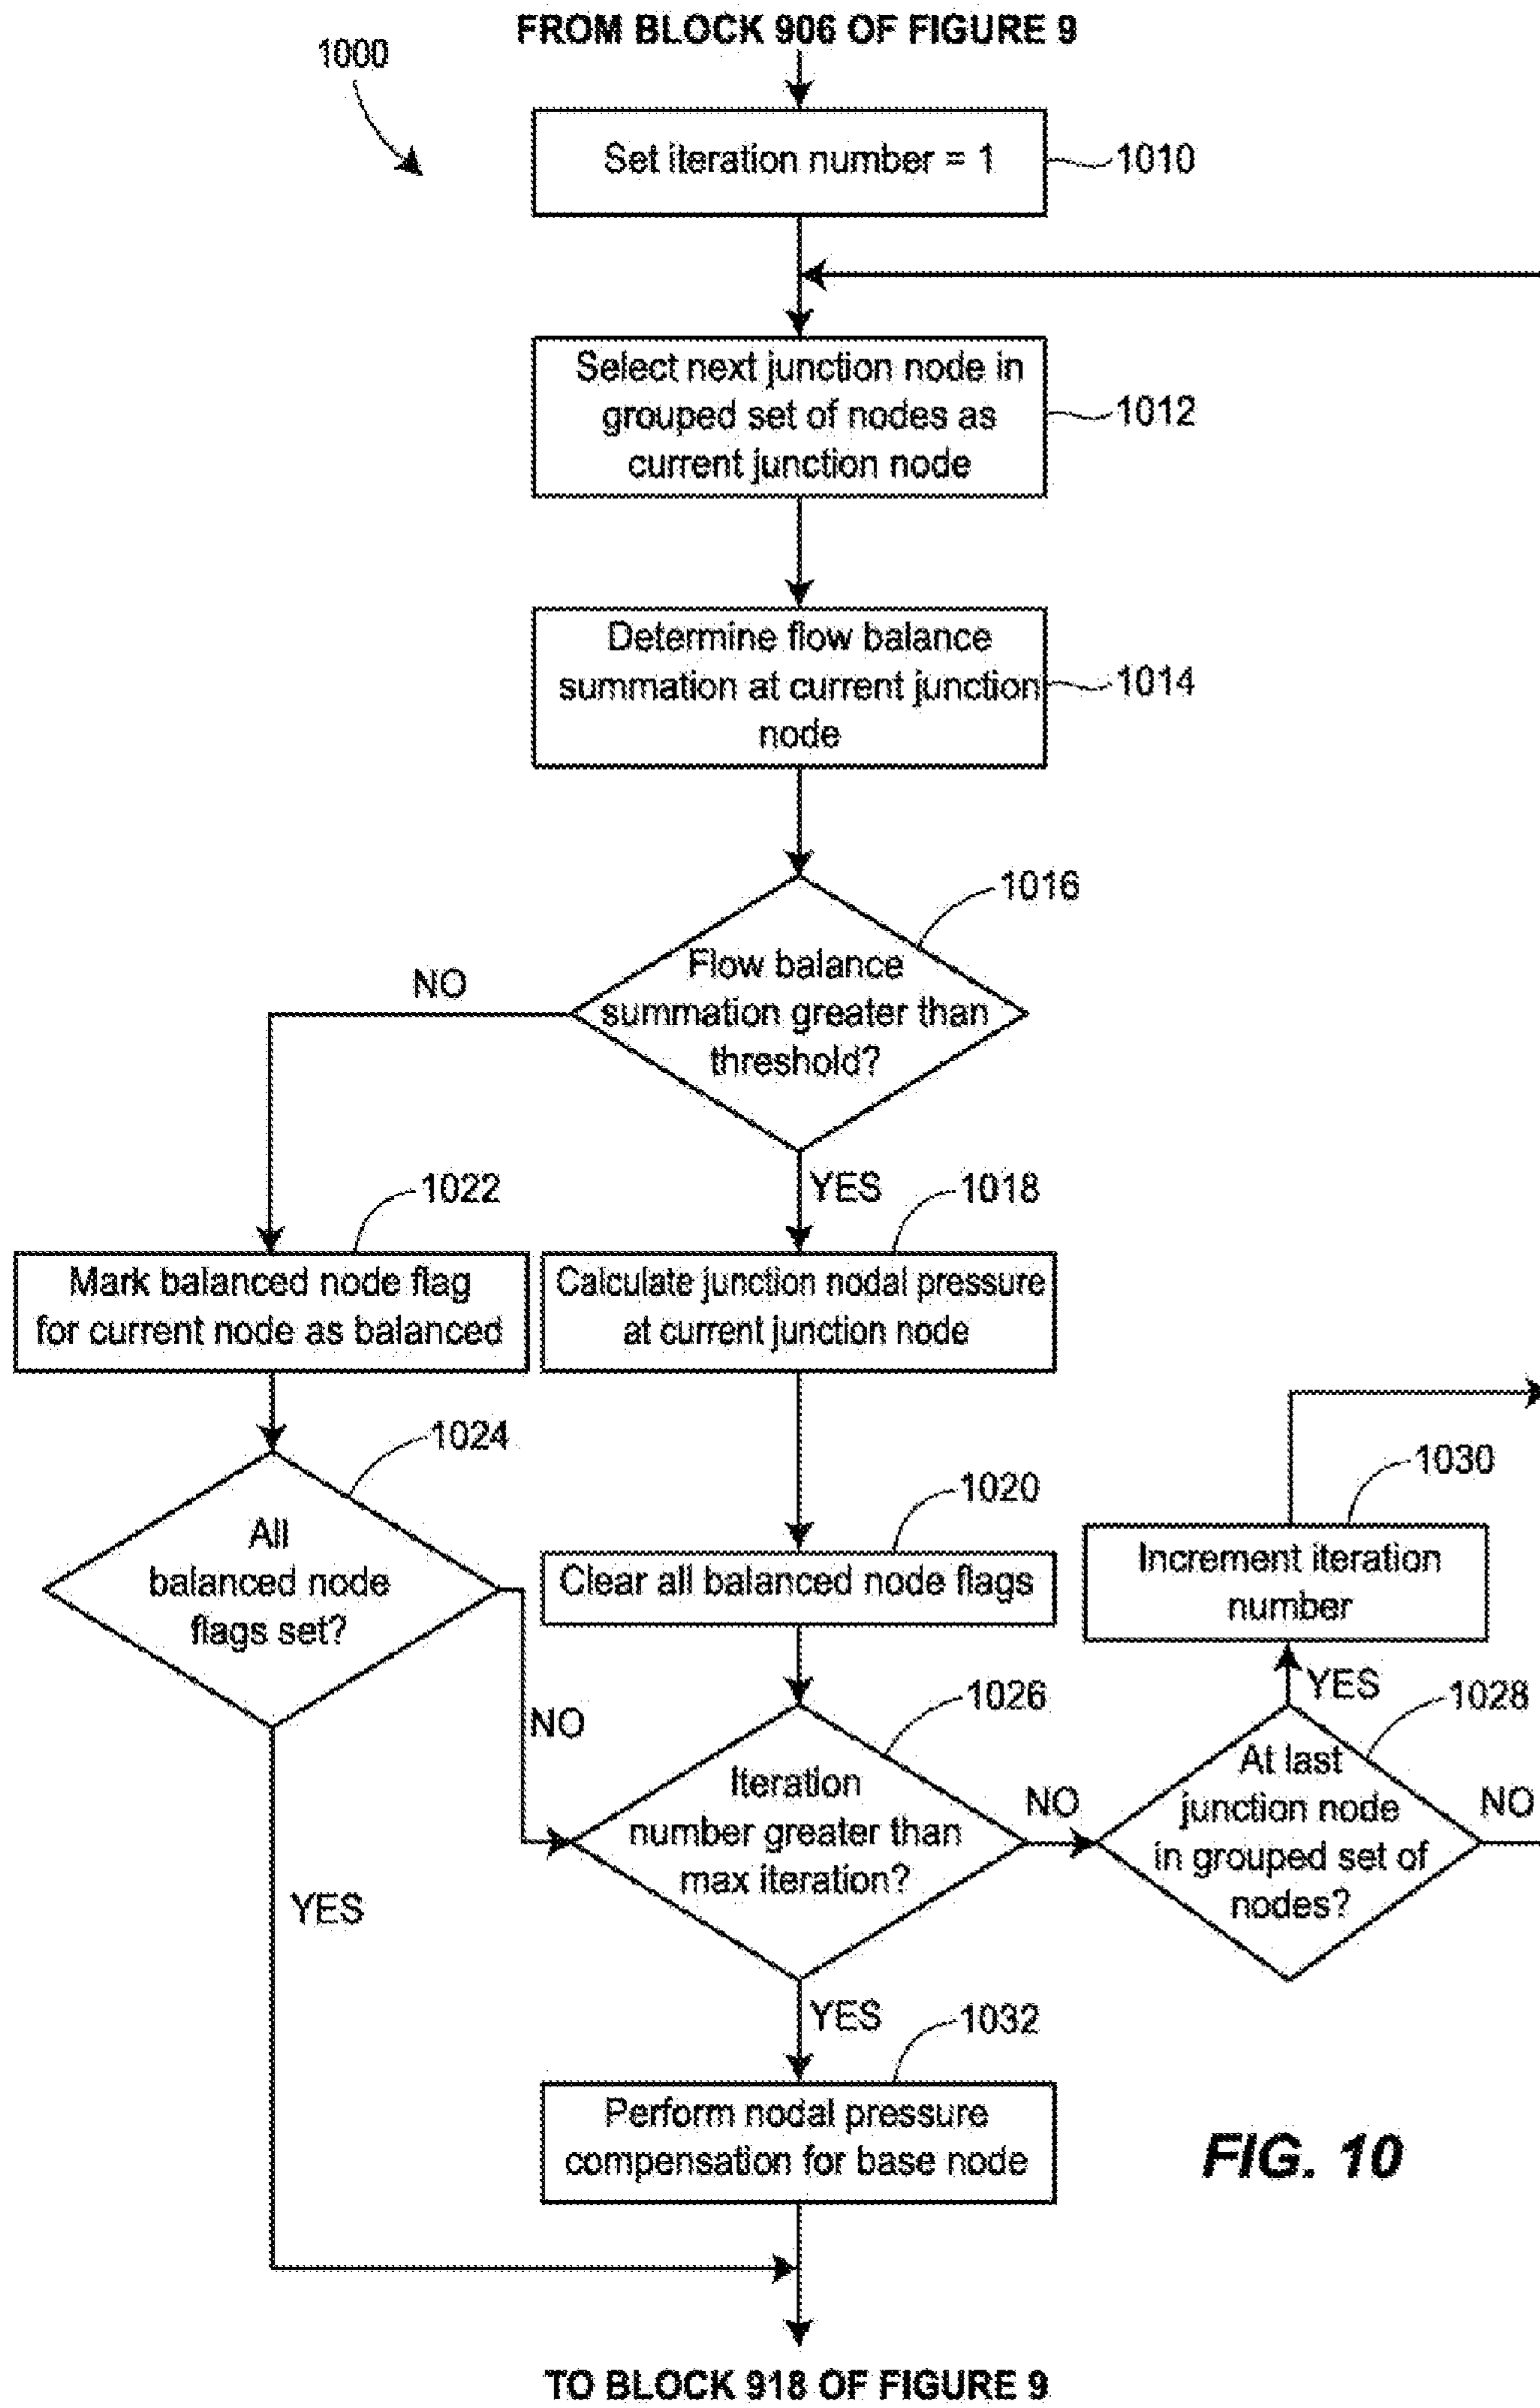 FROM BLOCK 906 OF FIGURE 9
1000
Set iteration number = 1
1010
Select next junction node in
grouped set of nodes as
current junction node
1012
Determine flow balance
summation at current junction
node
1014
1016
Flow balance
summation greater than
threshold?
NO
YES
1022
1018
Mark balanced node flag
for current node as balanced
Calculate junction nodal pressure
at current junction node
1024
All
balanced node
flags set?
1020
Clear all balanced node flags
1030
Increment iteration
number
NO
YES
1026
Iteration
number greater than
max iteration?
NO
YES
1028
At last
junction node
in grouped set of
nodes?
NO
YES
1032
Perform nodal pressure
compensation for base node
FIG. 10
TO BLOCK 918 OF FIGURE 9